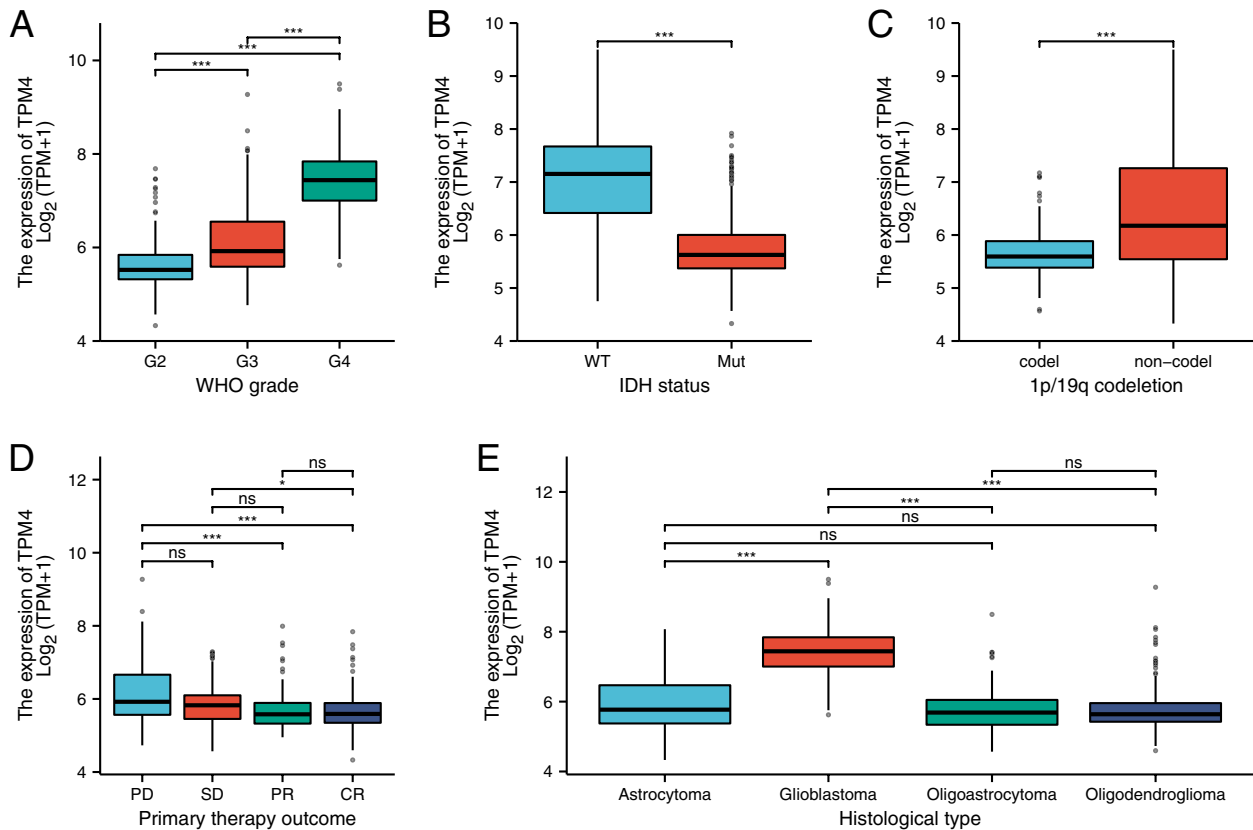 A
The expression of TPM4
Log2 (TPM+1)
10
8
6
4
***
***
***
G2 G3 G4
WHO grade
B
The expression of TPM4
Log2 (TPM+1)
10
9
8
7
6
5
4
***
WT Mut
IDH status
C
The expression of TPM4
Log2 (TPM+1)
10
9
8
7
6
5
4
***
codel non−codel
1p/19q codeletion
D
The expression of TPM4
Log2 (TPM+1)
12
10
8
6
4
ns
*
ns
***
***
ns
PD SD PR CR
Primary therapy outcome
E
The expression of TPM4
Log2 (TPM+1)
12
10
8
6
4
ns
***
***
ns
ns
***
Astrocytoma Glioblastoma Oligoastrocytoma Oligodendroglioma
Histological type